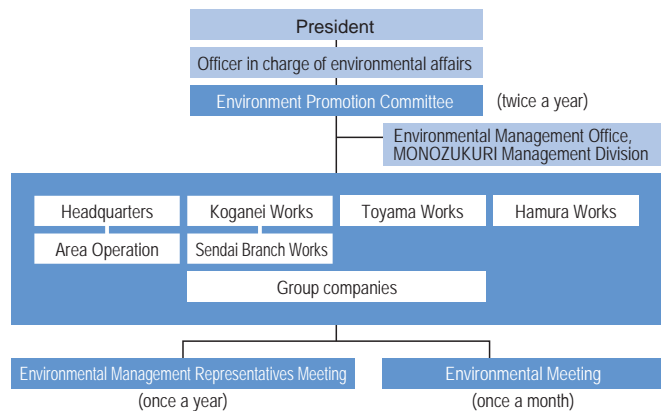 President
Officer in charge of environmental affairs
Environment Promotion Committee
(twice a year)
Environmental Management Office,
MONOZUKURI Management Division
Headquarters
Koganei Works
Toyama Works
Hamura Works
Area Operation
Sendai Branch Works
Group companies
Environmental Management Representatives Meeting
Environmental Meeting
(once a year)
(once a month)